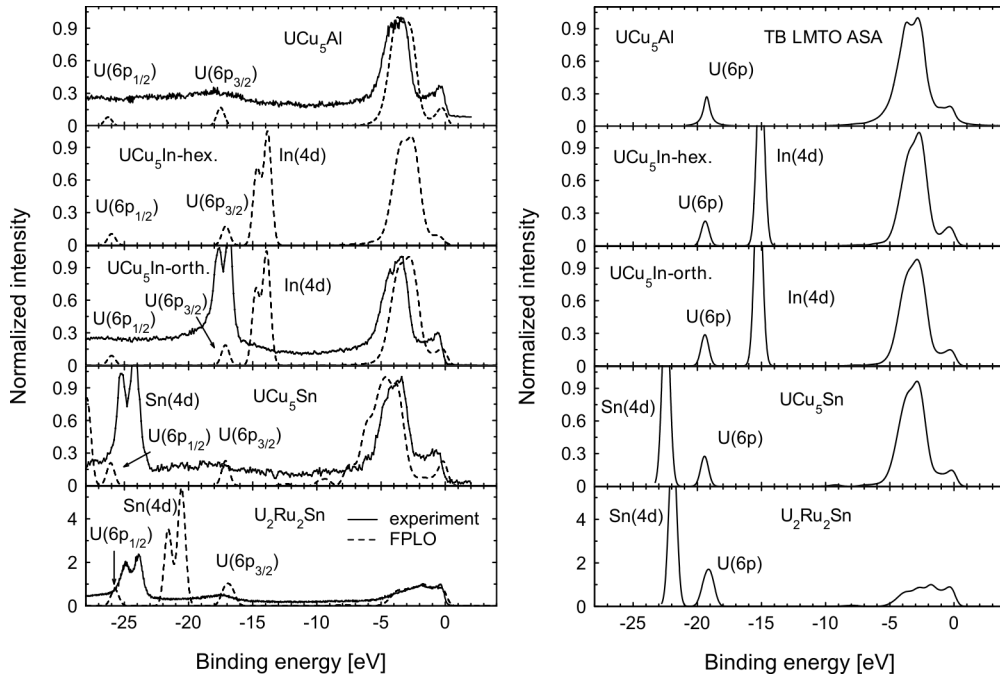 UCu5Al
U(6p1/2)
U(6p3/2)
0.9
0.6
0.3
0
UCu5In-hex.
In(4d)
U(6p1/2)
U(6p3/2)
0.9
0.6
0.3
0
UCu5In-orth.
In(4d)
U(6p3/2)
U(6p1/2)
0.9
0.6
0.3
0
Sn(4d)
UCu5Sn
U(6p1/2)
U(6p3/2)
0.9
0.6
0.3
0
Sn(4d)
U2Ru2Sn
U(6p1/2)
U(6p3/2)
experiment
FPLO
4
2
0
-25 -20 -15 -10 -5 0
Binding energy [eV]
Normalized intensity
UCu5Al
TB LMTO ASA
U(6p)
0.9
0.6
0.3
0
UCu5In-hex.
In(4d)
U(6p)
0.9
0.6
0.3
0
UCu5In-orth.
In(4d)
U(6p)
0.9
0.6
0.3
0
UCu5Sn
Sn(4d)
U(6p)
0.9
0.6
0.3
0
Sn(4d)
U2Ru2Sn
U(6p)
4
2
0
-25 -20 -15 -10 -5 0
Binding energy [eV]
Normalized intensity